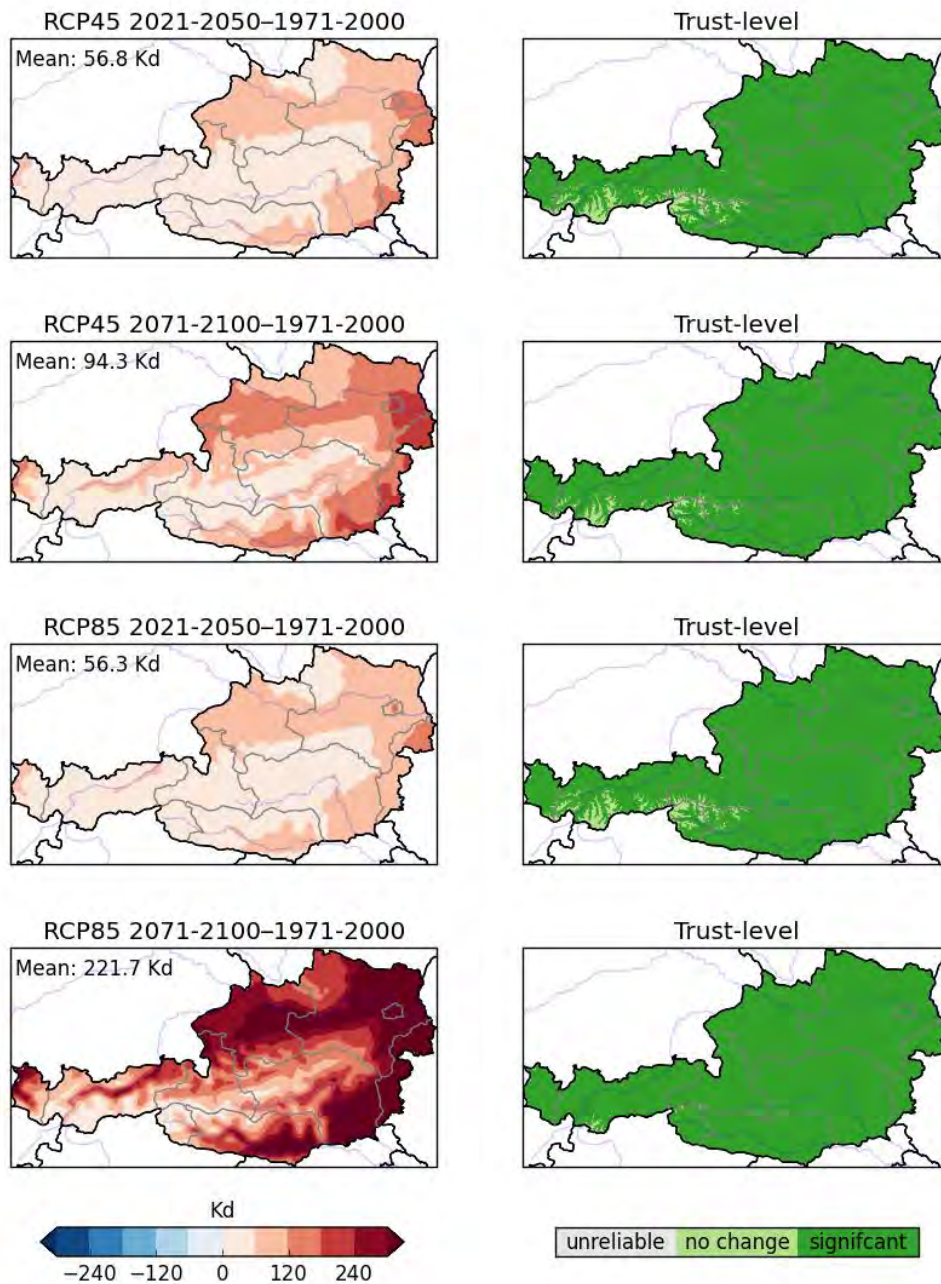 RCP45 2021-2050–1971-2000
Trust-level
Mean: 56.8 Kd
RCP45 2071-2100–1971-2000
Trust-level
Mean: 94.3 Kd
RCP85 2021-2050–1971-2000
Trust-level
Mean: 56.3 Kd
RCP85 2071-2100–1971-2000
Trust-level
Mean: 221.7 Kd
Kd
−240 −120 0 120 240
unreliable no change signifcant